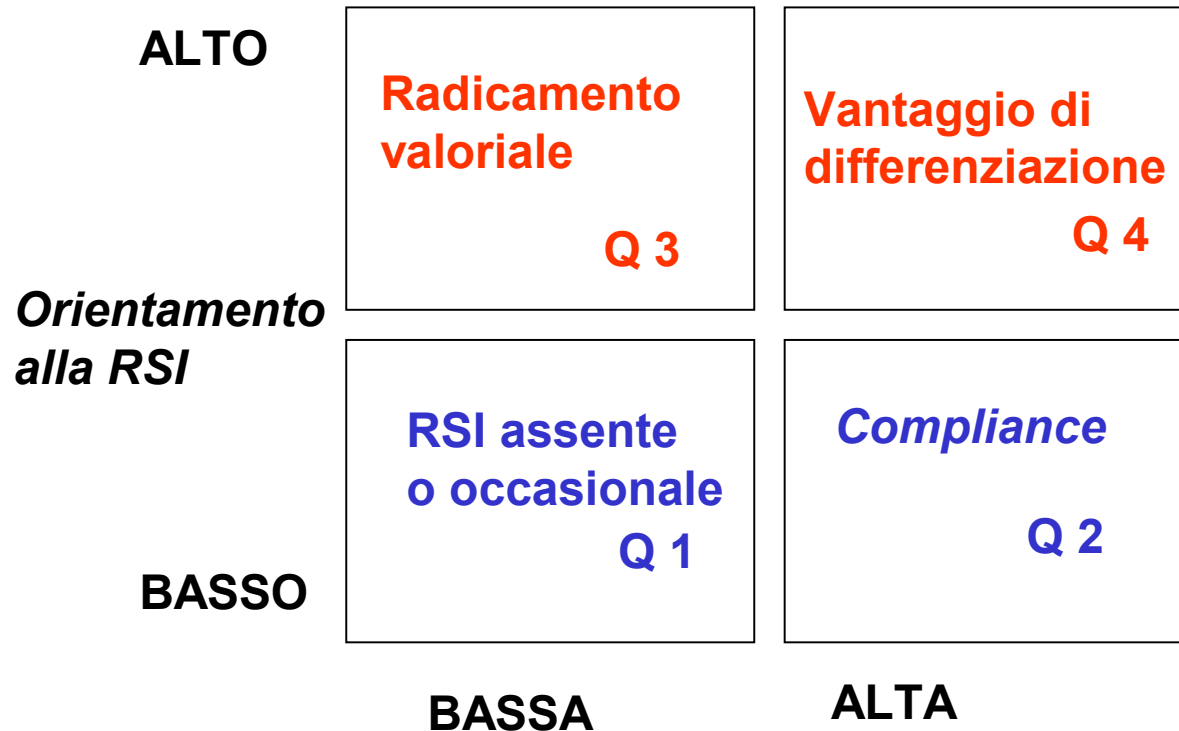 ALTO
Radicamento
valoriale
Q 3
Vantaggio di
differenziazione
Q 4
Orientamento
alla RSI
RSI assente
o occasionale
Q 1
Compliance
Q 2
BASSO
BASSA
ALTA